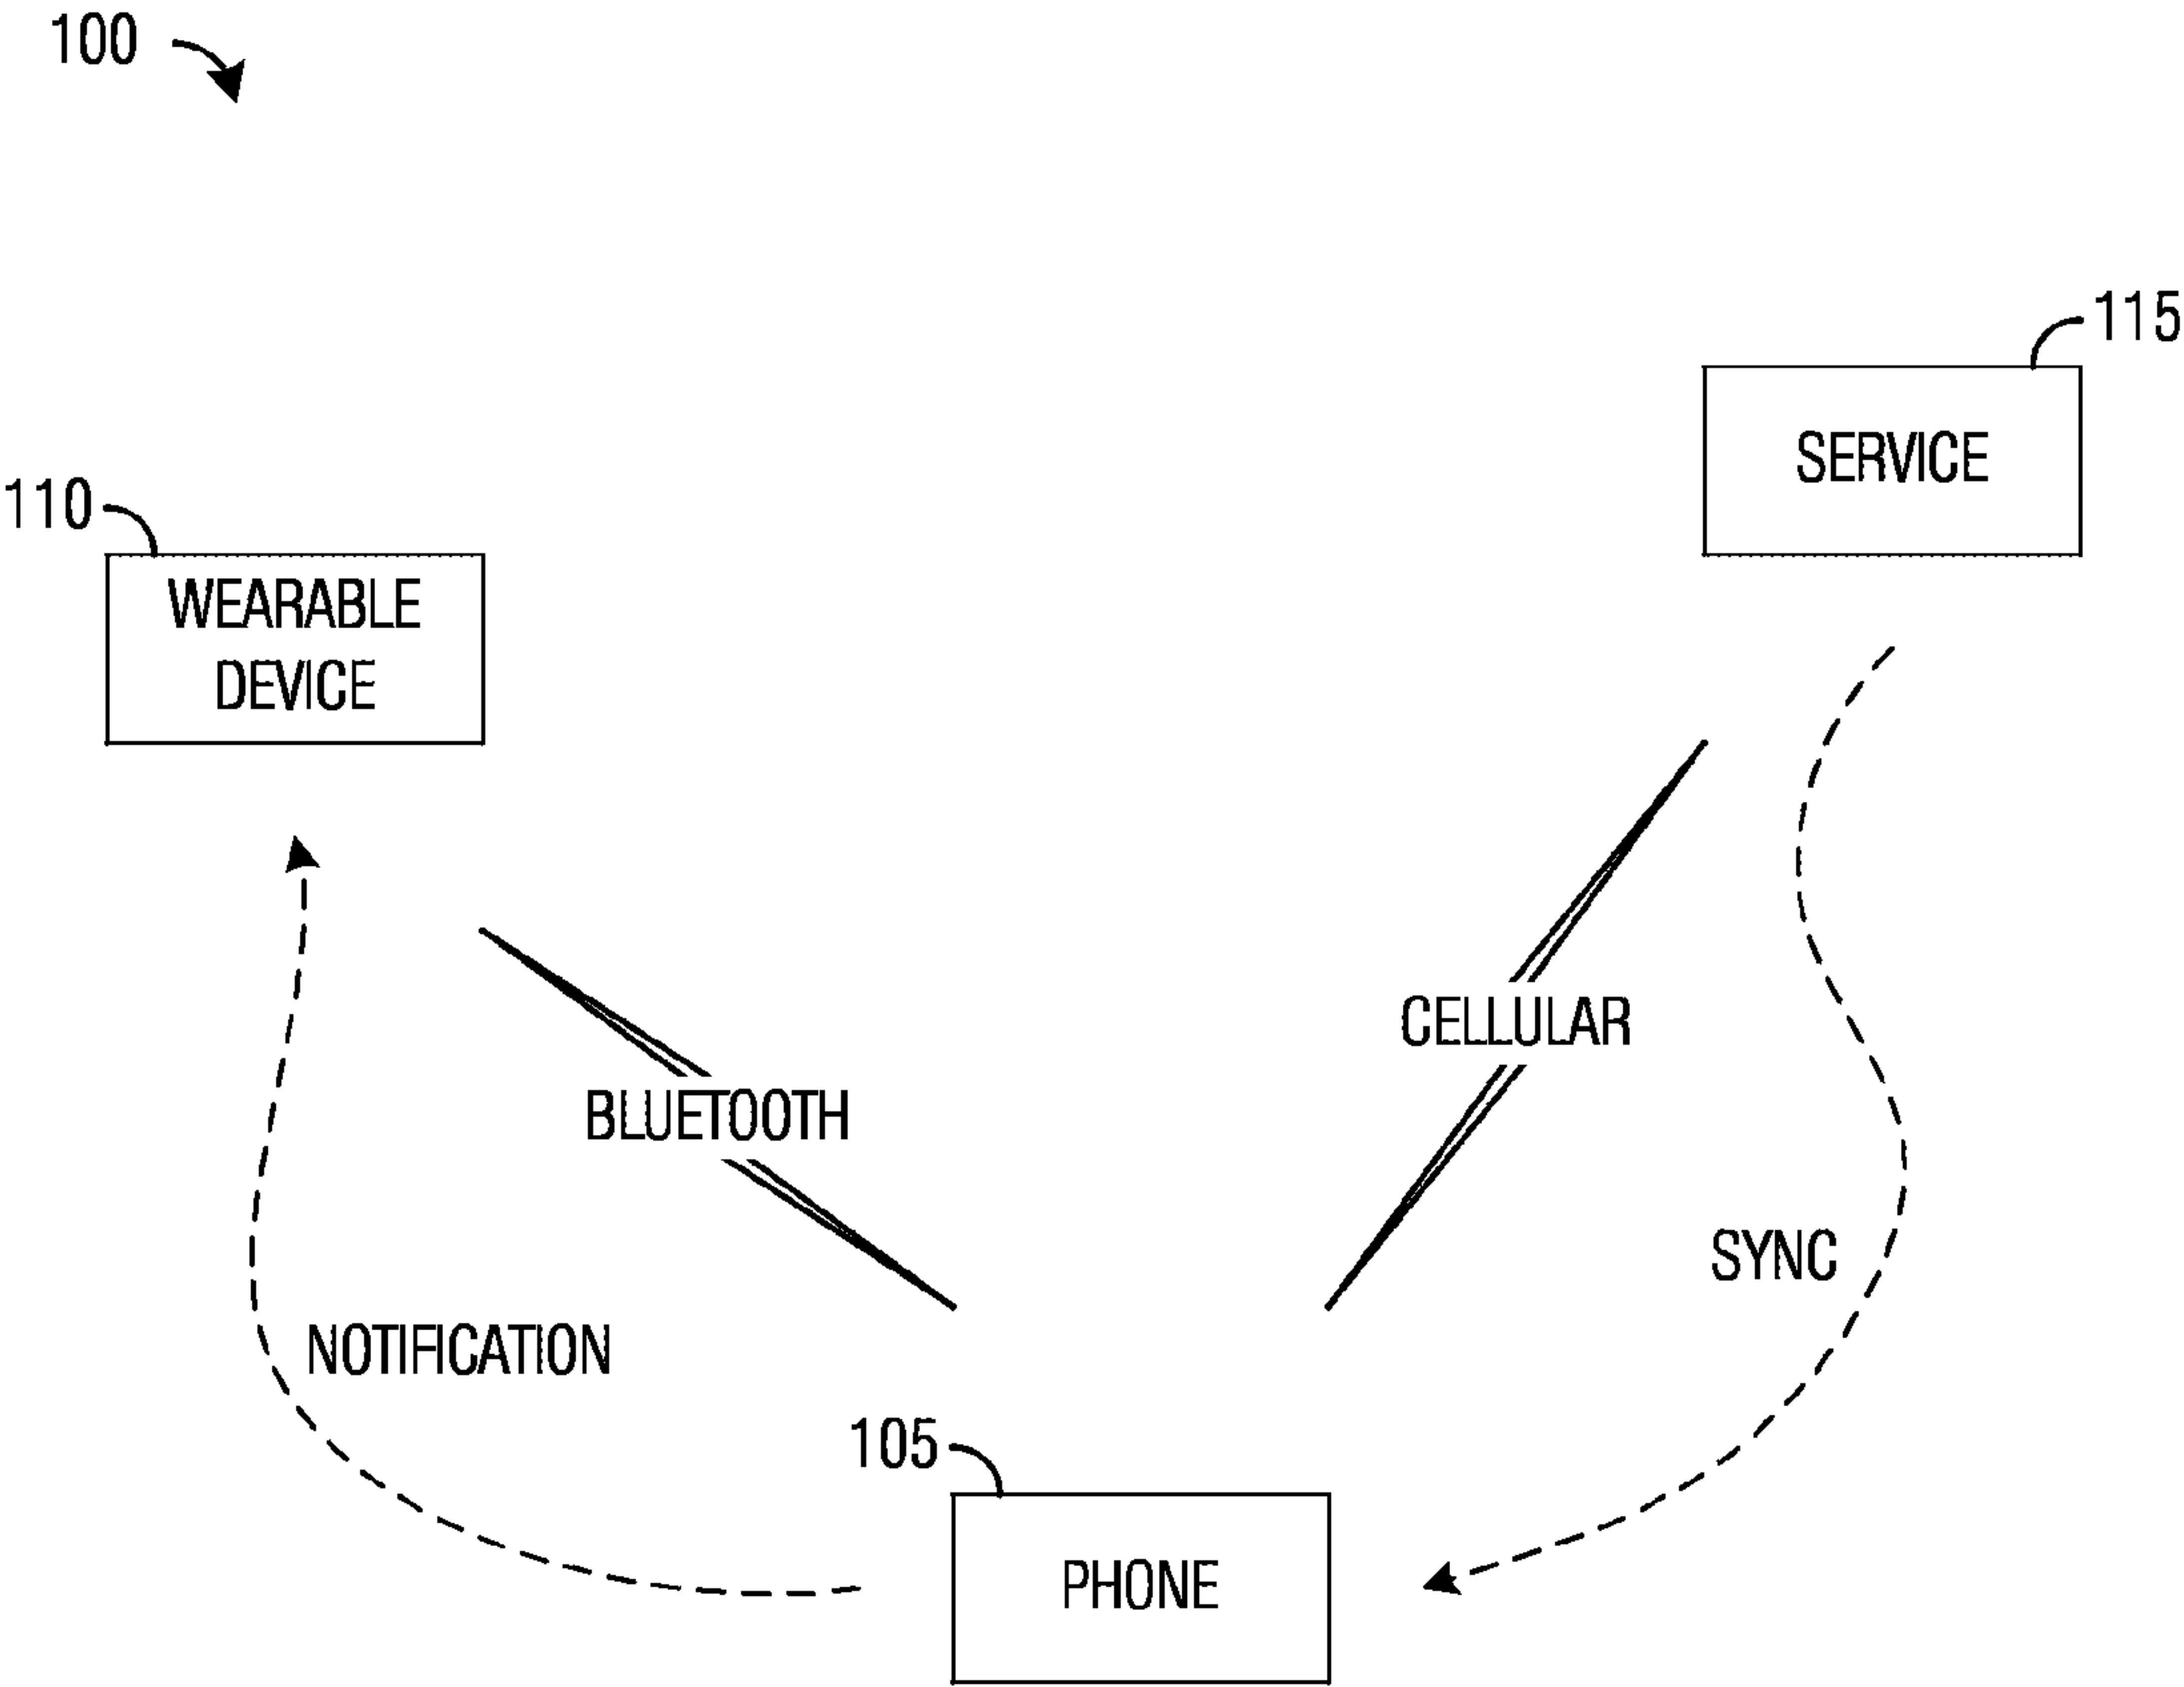 100
115
SERVICE
110
WEARABLE
DEVICE
CELLULAR
BLUETOOTH
SYNC
NOTIFICATION
105
PHONE